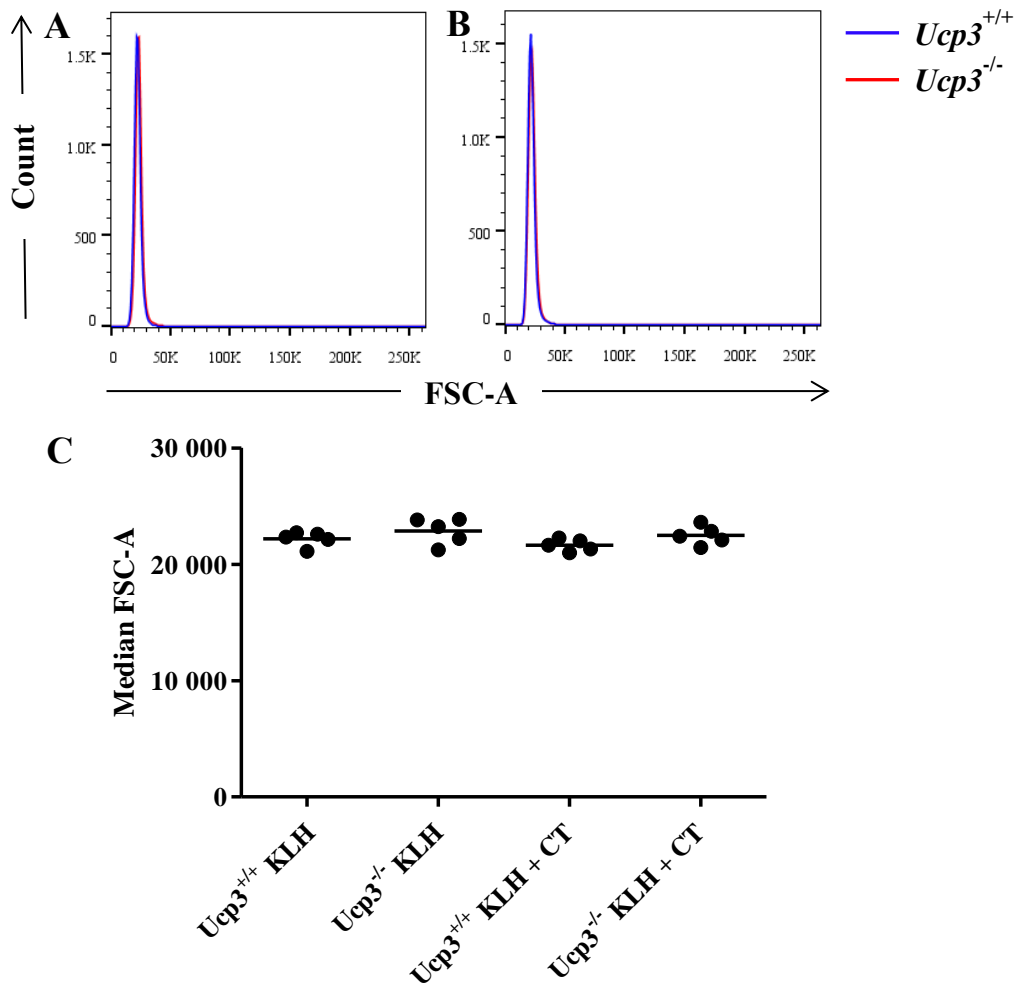 A
B
Ucp3+/+
Ucp3-/-
Count
1.5K
1.0K
500
0
0 50K 100K 150K 200K 250K
1.5K
1.0K
500
0
0 50K 100K 150K 200K 250K
FSC-A
C
Median FSC-A
30 000
20 000
10 000
0
Ucp3+/+ KLH
Ucp3-/- KLH
Ucp3+/+ KLH + CT
Ucp3-/- KLH + CT